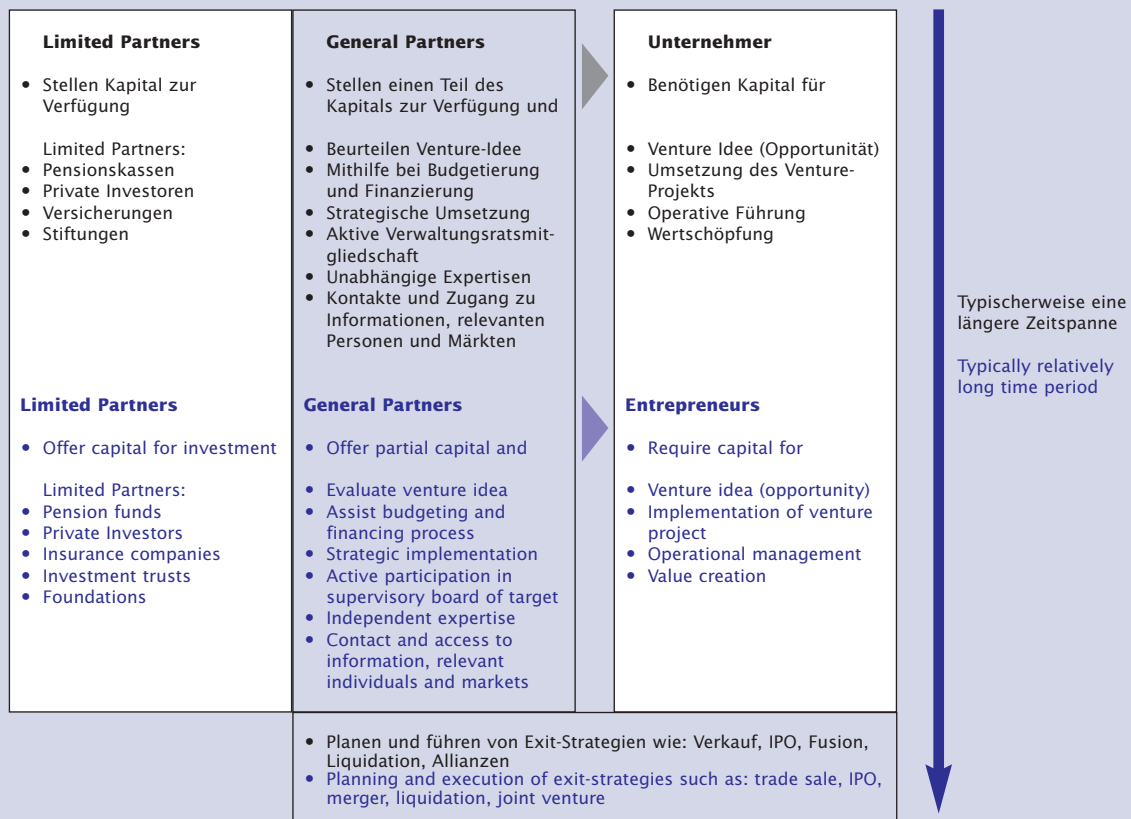 Limited Partners
• Stellen Kapital zur
Verfügung
Limited Partners:
• Pensionskassen
• Private Investoren
• Versicherungen
• Stiftungen
General Partners
• Stellen einen Teil des
Kapitals zur Verfügung und
• Beurteilen Venture-Idee
• Mithilfe bei Budgetierung
und Finanzierung
• Strategische Umsetzung
• Aktive Verwaltungsratsmit-
gliedschaft
• Unabhängige Expertisen
• Kontakte und Zugang zu
Informationen, relevanten
Personen und Märkten
Unternehmer
• Benötigen Kapital für
• Venture Idee (Opportunität)
• Umsetzung des Venture-
Projekts
• Operative Führung
• Wertschöpfung
Limited Partners
• Offer capital for investment
Limited Partners:
• Pension funds
• Private Investors
• Insurance companies
• Investment trusts
• Foundations
General Partners
• Offer partial capital and
• Evaluate venture idea
• Assist budgeting and
financing process
• Strategic implementation
• Active participation in
supervisory board of target
• Independent expertise
• Contact and access to
information, relevant
individuals and markets
Entrepreneurs
• Require capital for
• Venture idea (opportunity)
• Implementation of venture
project
• Operational management
• Value creation
Typischerweise eine
längere Zeitspanne
Typically relatively
long time period
• Planen und führen von Exit-Strategien wie: Verkauf, IPO, Fusion,
Liquidation, Allianzen
• Planning and execution of exit-strategies such as: trade sale, IPO,
merger, liquidation, joint venture